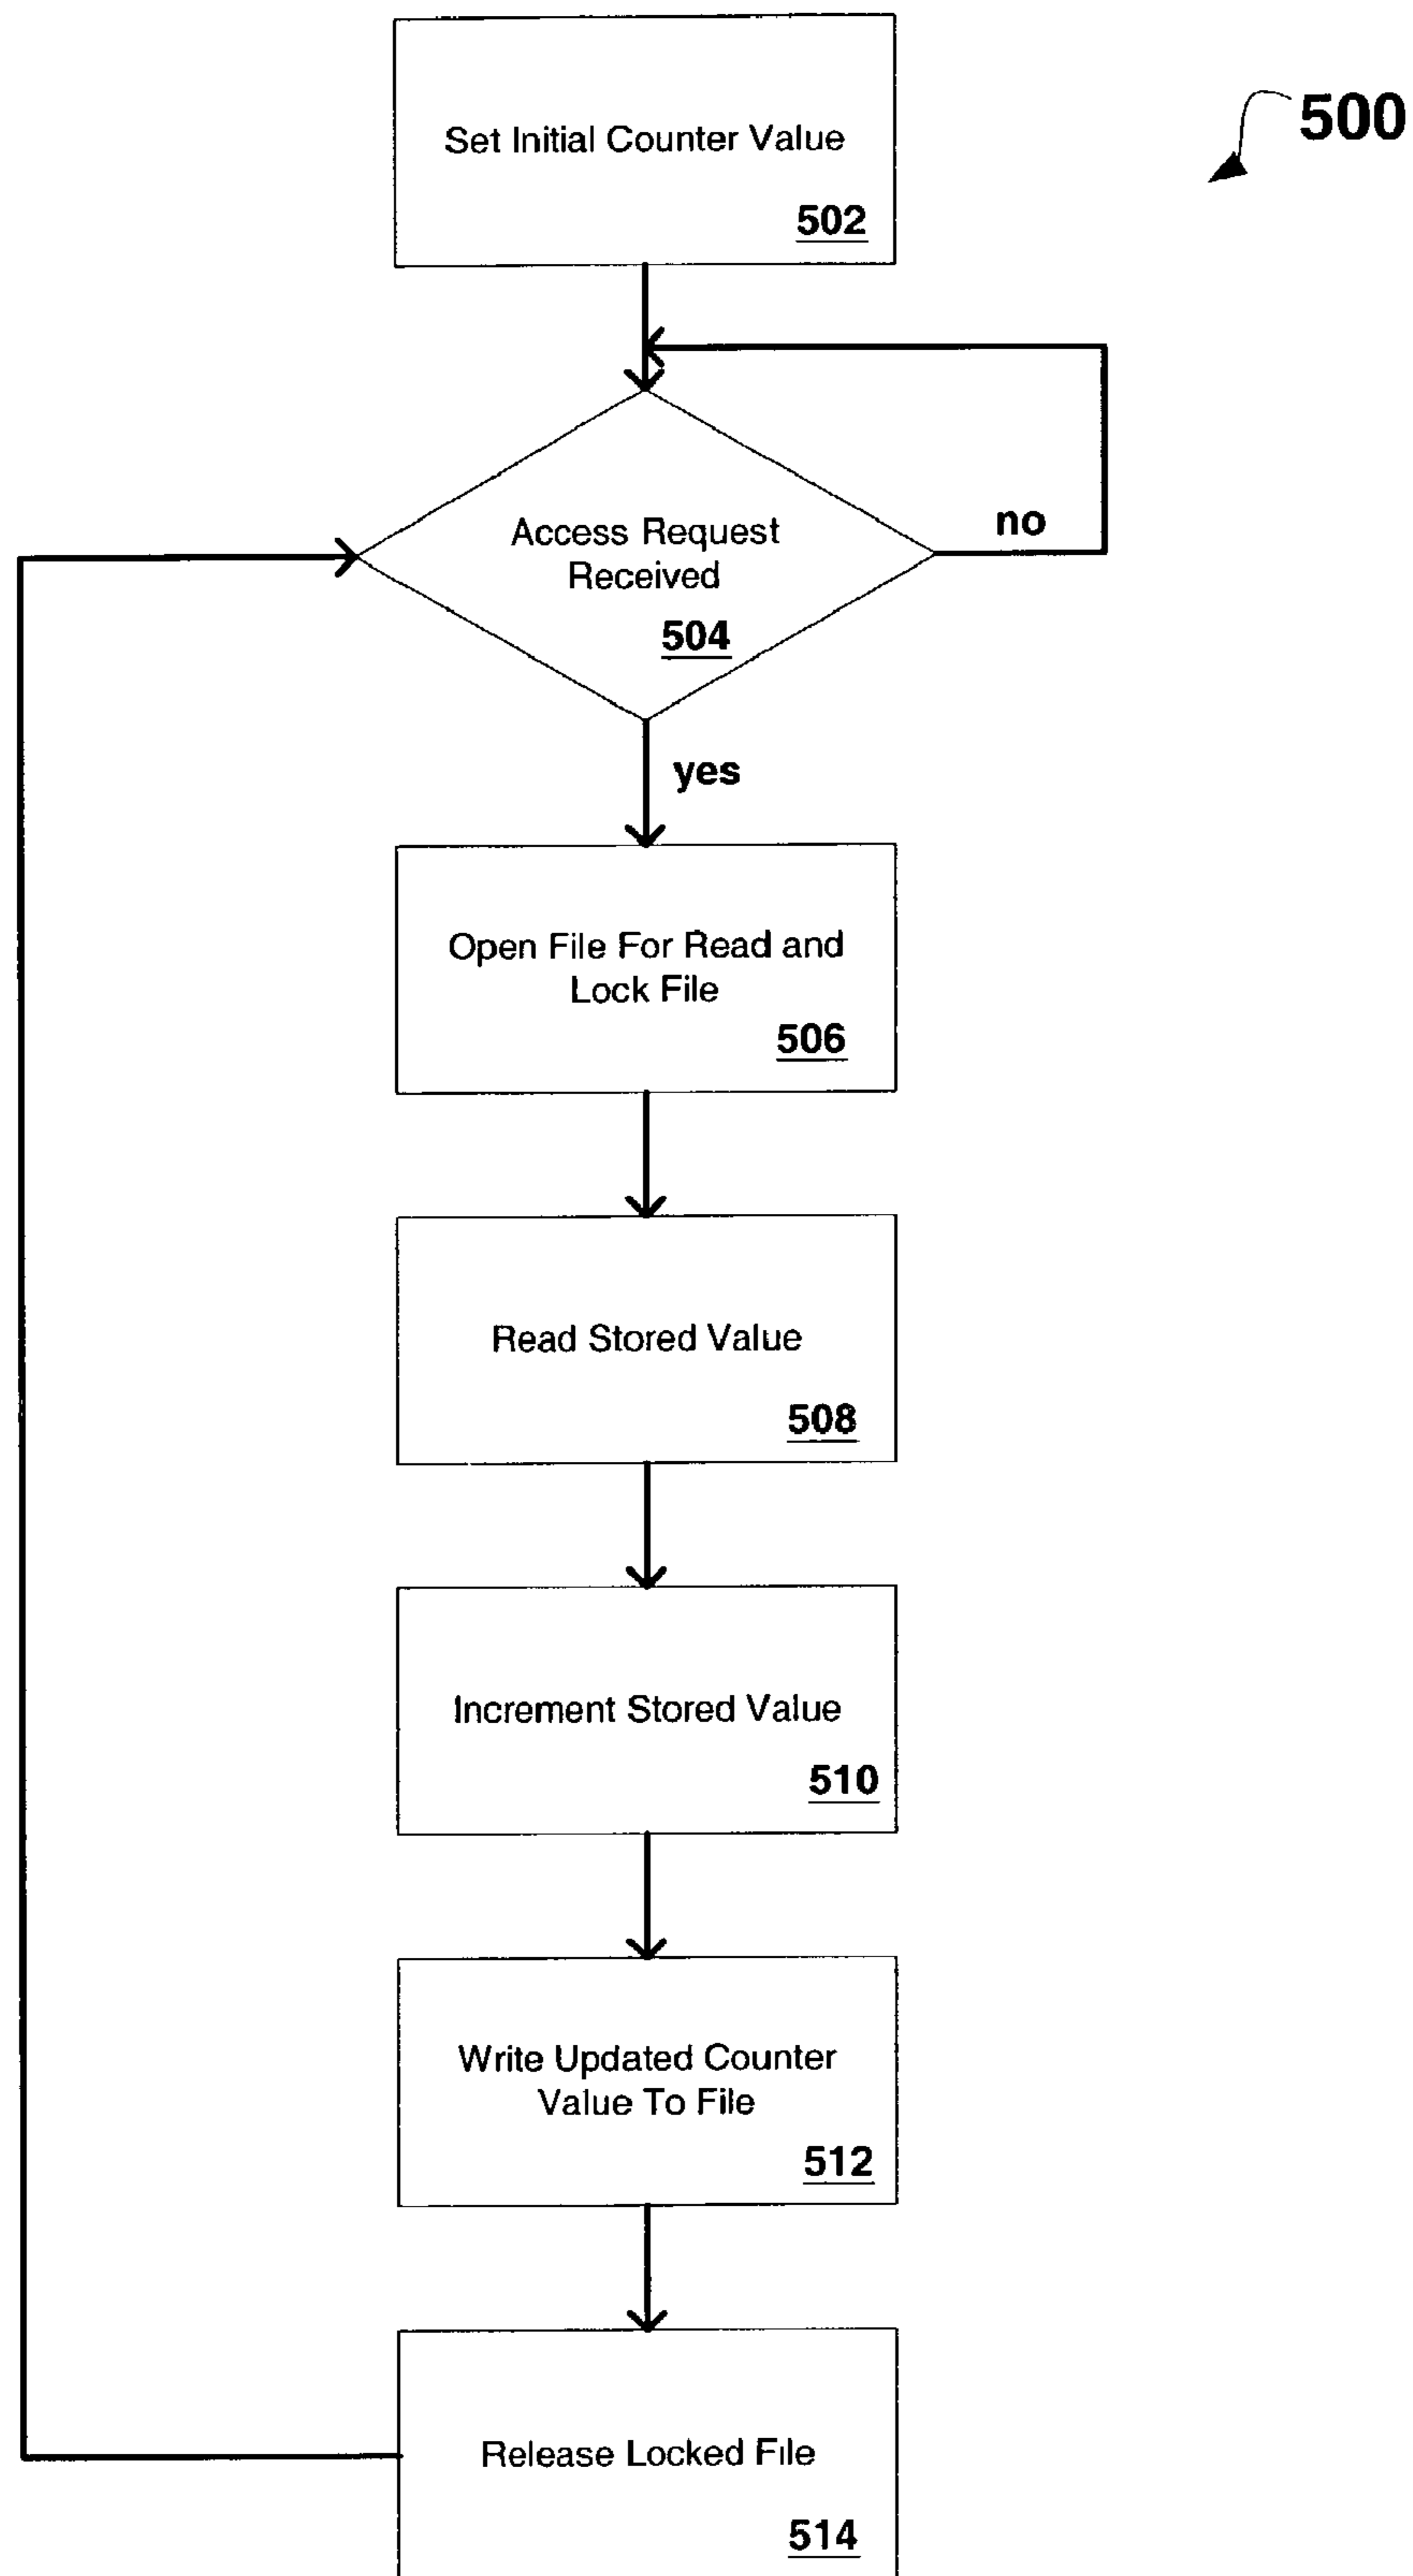 Set Initial Counter Value
502
500
Access Request
Received
504
no
yes
Open File For Read and
Lock File
506
Read Stored Value
508
Increment Stored Value
510
Write Updated Counter
Value To File
512
Release Locked File
514